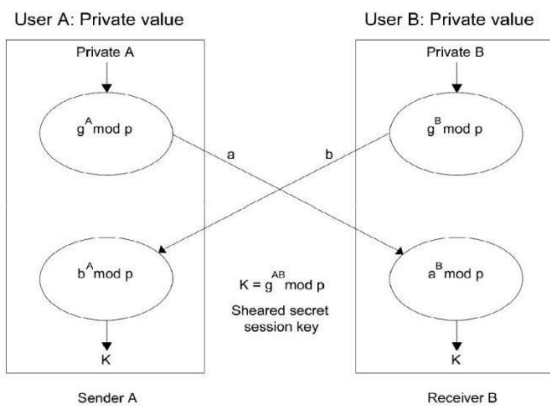 User A: Private value
User B: Private value
Private A
Private B
g^A mod p
g^B mod p
a
b
b^A mod p
a^B mod p
K = g^AB mod p
Sheared secret
session key
K
K
Sender A
Receiver B